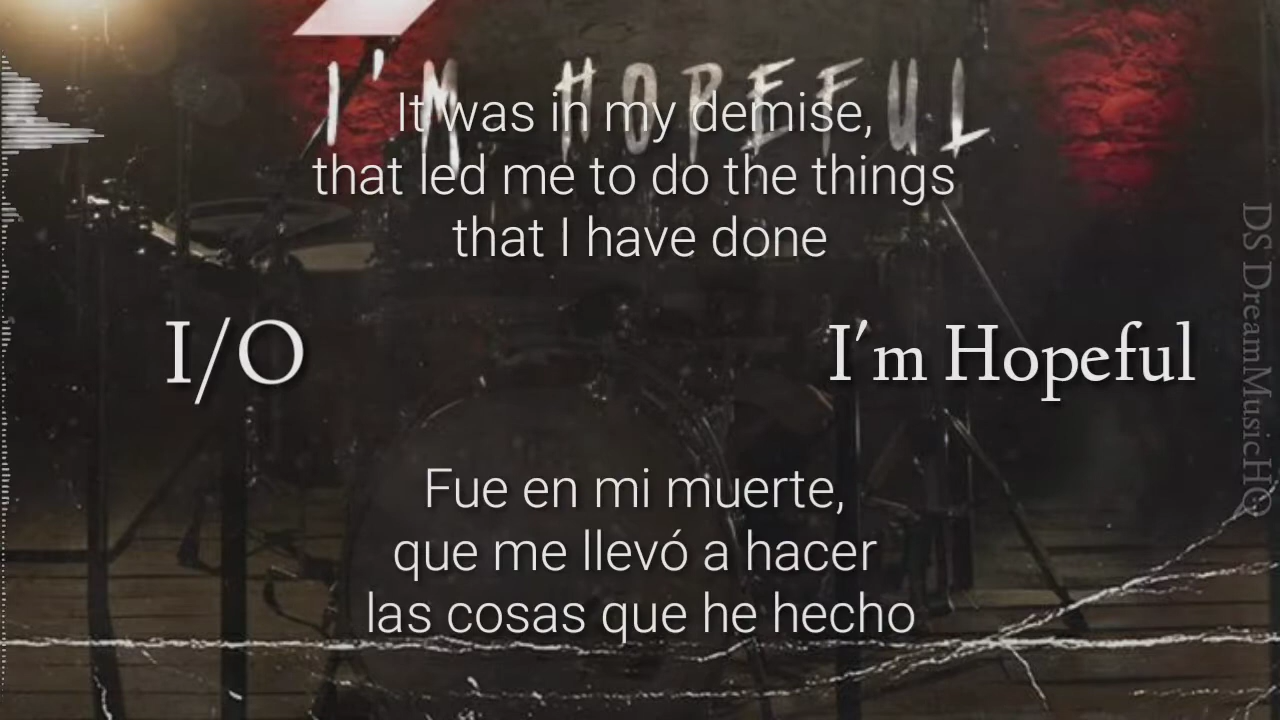 I'M HOPEFUL
It was in my demise,
that led me to do the things
that I have done
I/O
I'm Hopeful
DS DreamMusicHQ
Fue en mi muerte,
que me llevó a hacer
las cosas que he hecho